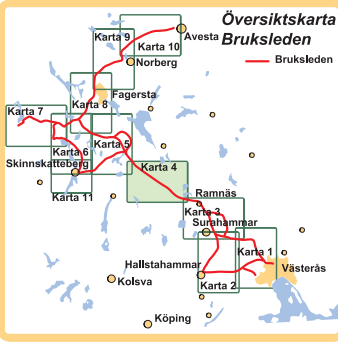 Översiktskarta
Bruksleden
Bruksleden
Karta 9
Karta 10
Avesta
Norberg
Fagersta
Karta 7
Karta 8
Karta 5
Karta 6
Skinnskatteberg
Karta 11
Karta 4
Ramnäs
Karta 3
Surahammar
Karta 1
Västerås
Hallstahammar
Karta 2
Kolsva
Köping